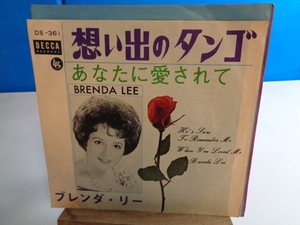 DS-361
DECCA
RECORDS
想い出のタンゴ
あなたに愛されて
BRENDA LEE
He's Sure
To Remember Me
When You Loved Me
Brenda Lee
ブレンダ・リー